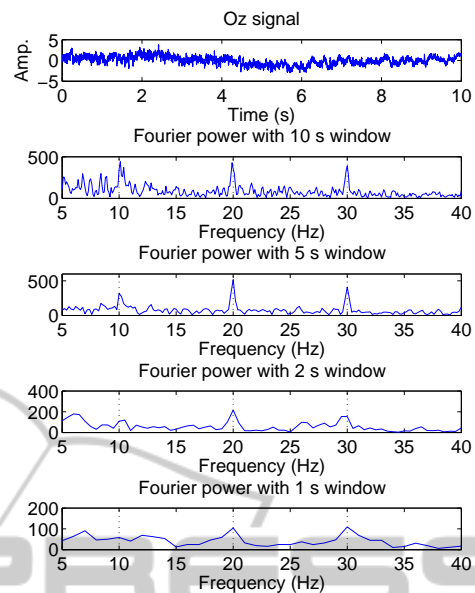 Oz signal
5
0
−5
Amp.
0 2 4 6 8 10
Time (s)
Fourier power with 10 s window
500
0
5 10 15 20 25 30 35 40
Frequency (Hz)
Fourier power with 5 s window
500
0
5 10 15 20 25 30 35 40
Frequency (Hz)
Fourier power with 2 s window
400
200
0
5 10 15 20 25 30 35 40
Frequency (Hz)
Fourier power with 1 s window
200
100
0
5 10 15 20 25 30 35 40
Frequency (Hz)